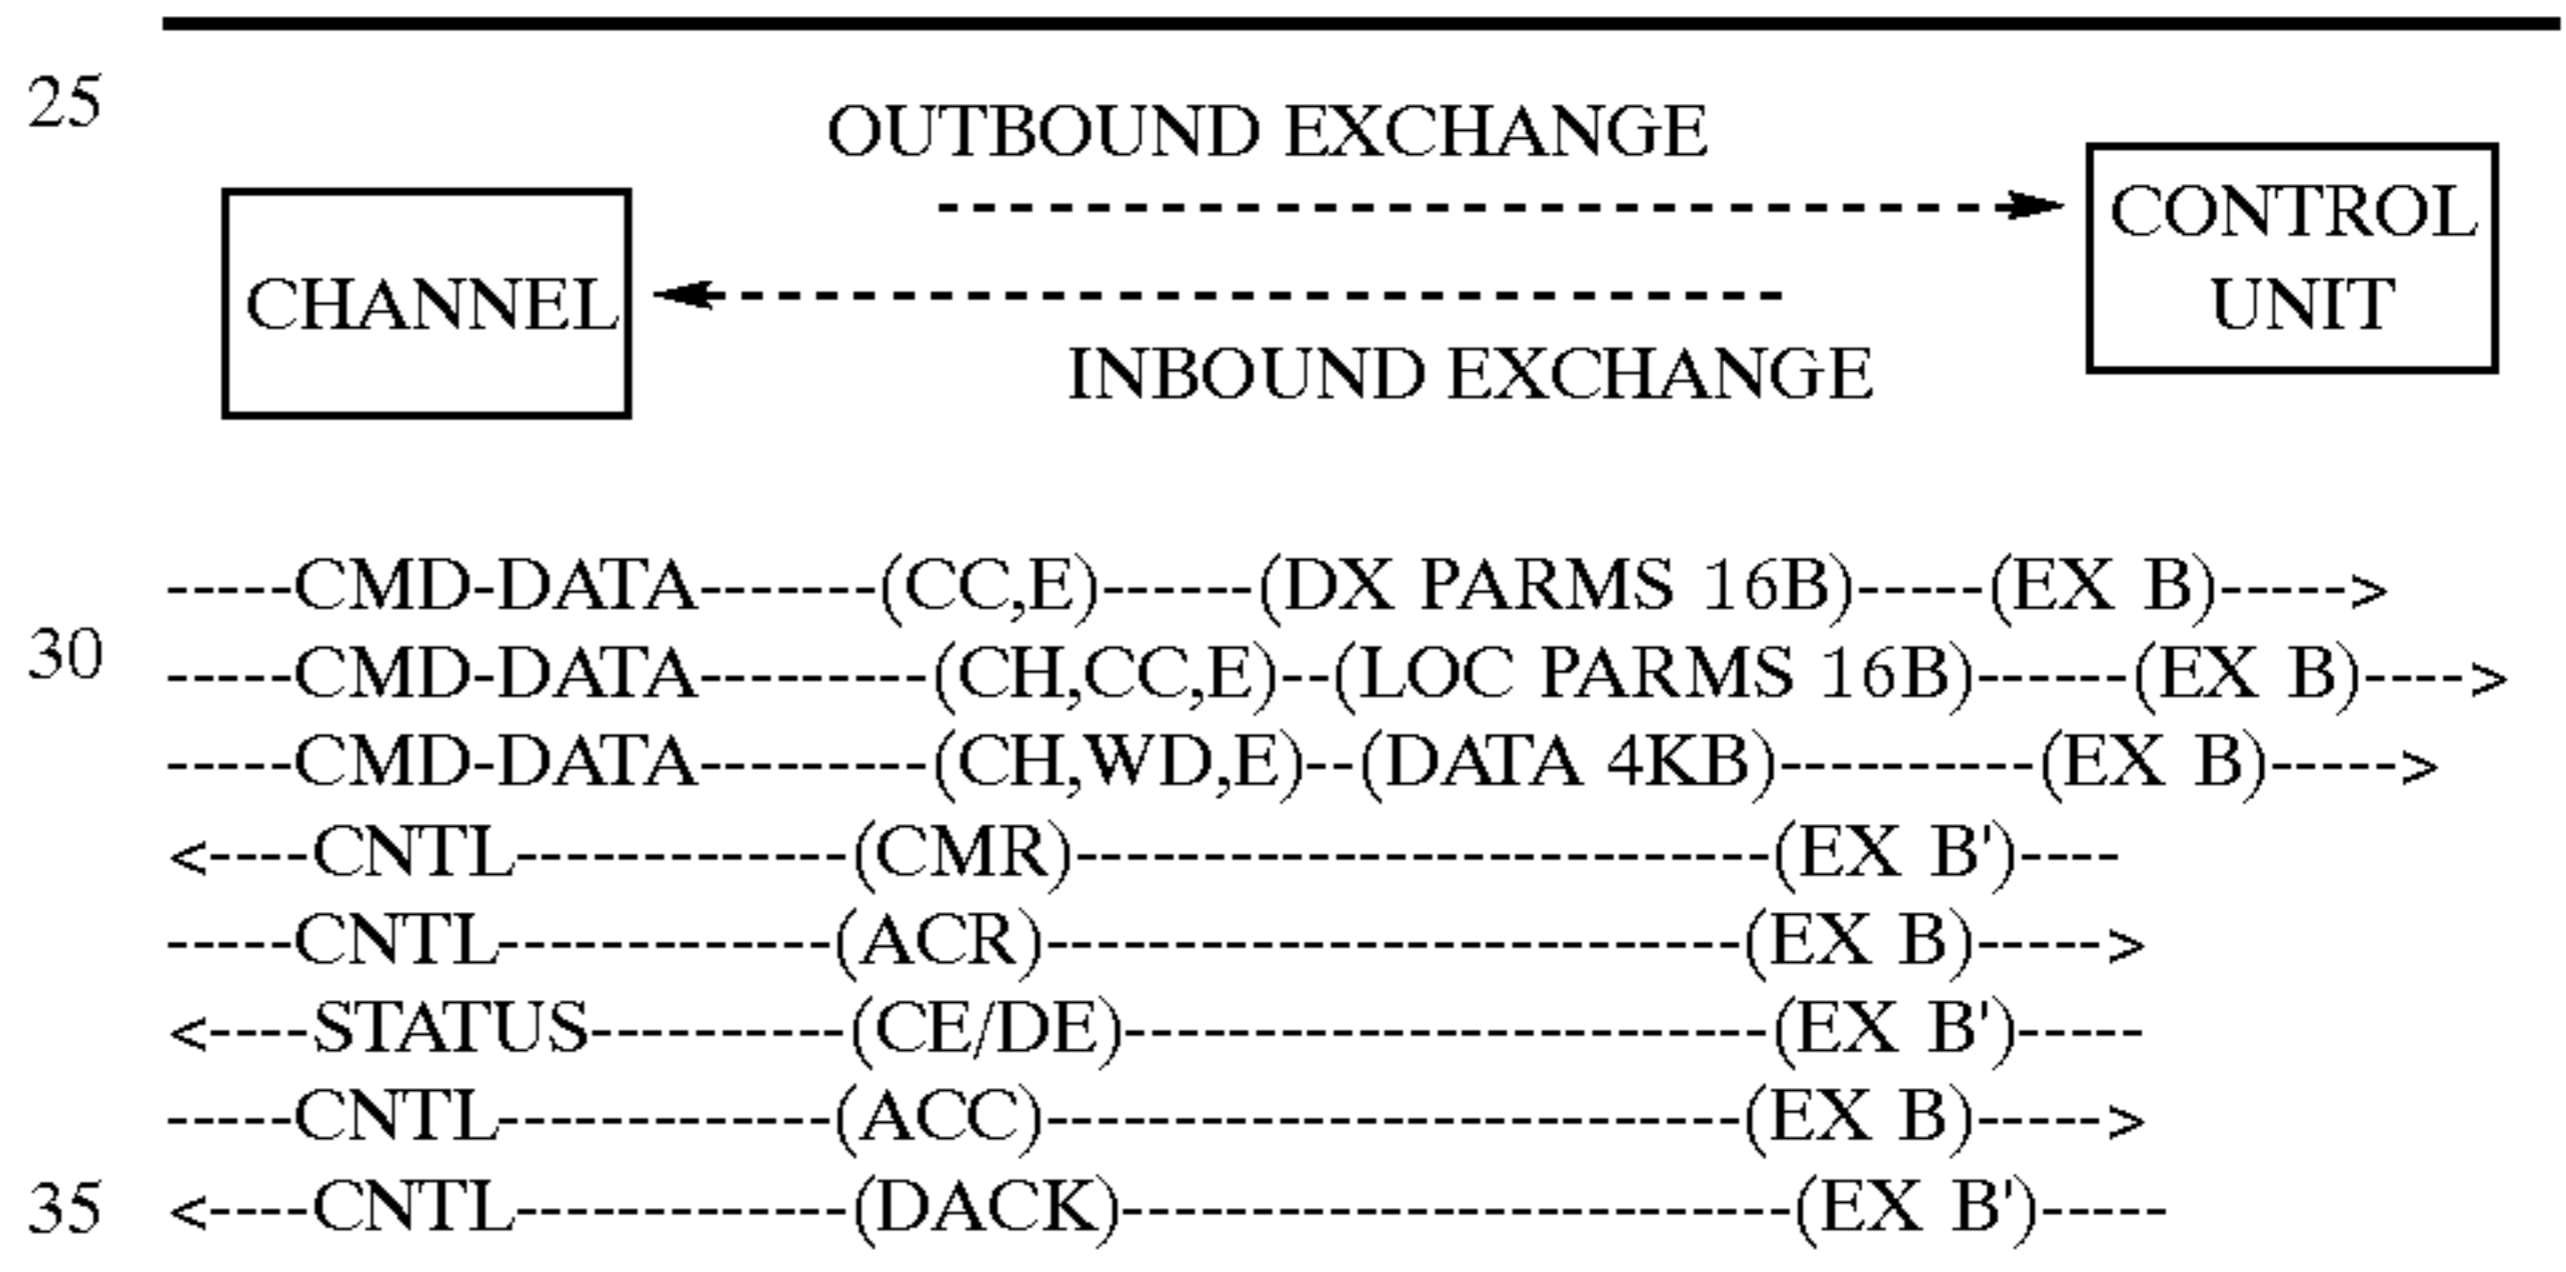 25
OUTBOUND EXCHANGE
CONTROL
UNIT
CHANNEL
INBOUND EXCHANGE
-----CMD-DATA-------(CC,E)------(DX PARMS 16B)-----(EX B)----->
30
-----CMD-DATA---------(CH,CC,E)--(LOC PARMS 16B)------(EX B)---->
-----CMD-DATA---------(CH,WD,E)--(DATA 4KB)----------(EX B)----->
<----CNTL-------------(CMR)----------------------------(EX B')----
-----CNTL-------------(ACR)----------------------------(EX B)----->
<----STATUS----------(CE/DE)--------------------------(EX B')-----
-----CNTL-------------(ACC)----------------------------(EX B)----->
35
<----CNTL-------------(DACK)---------------------------(EX B')-----